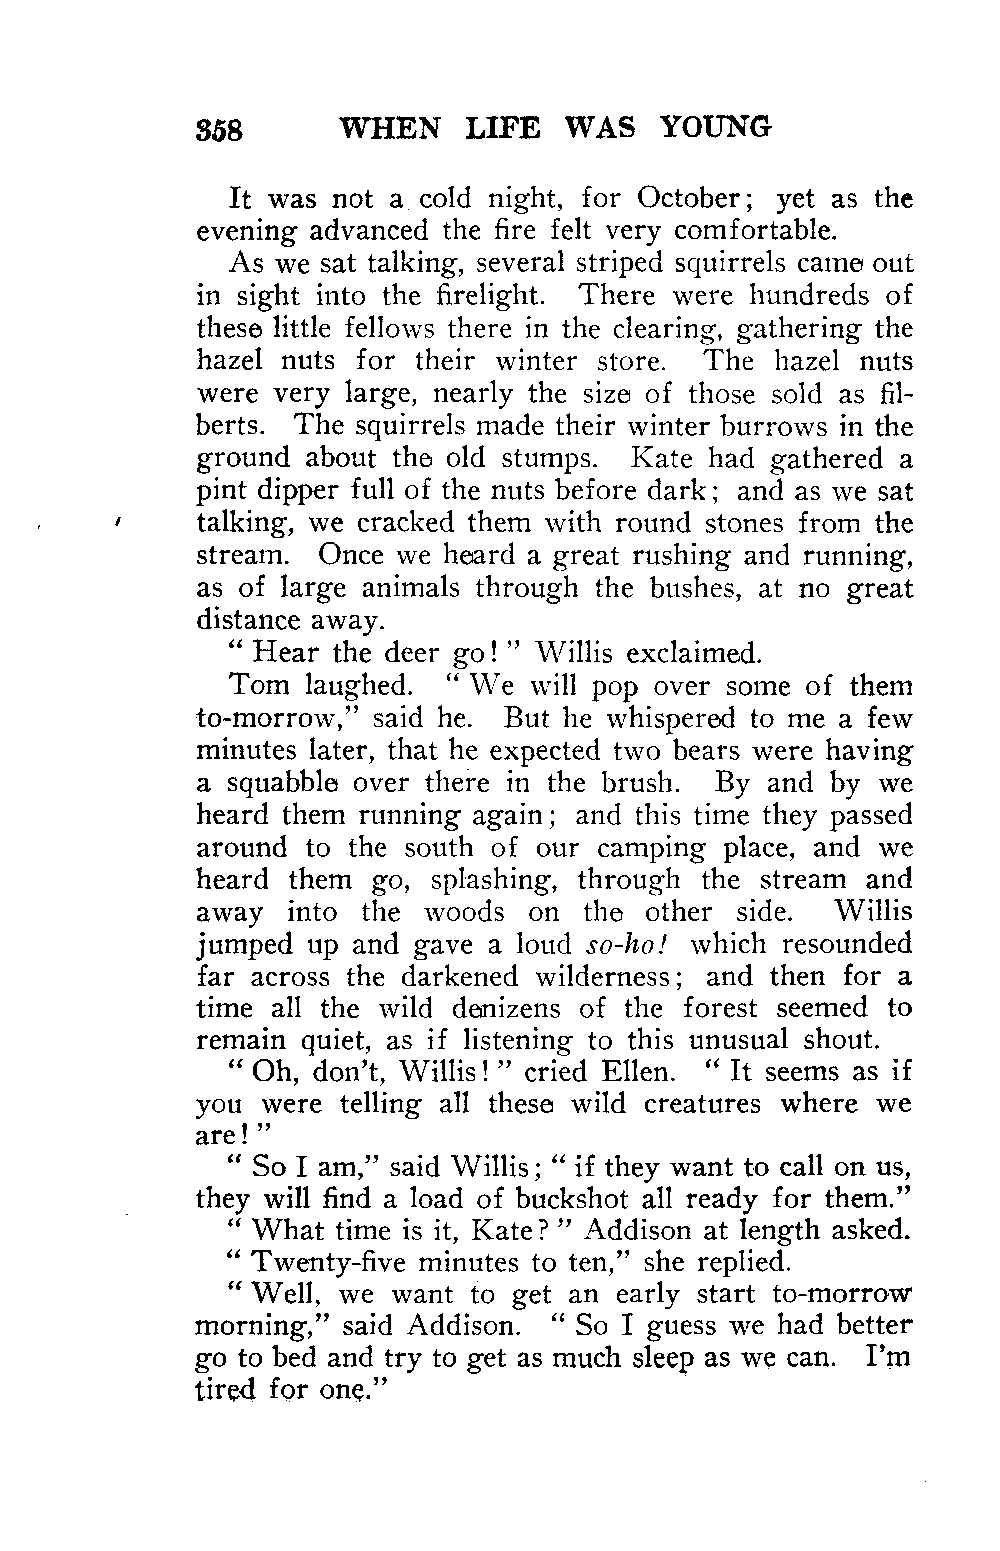 358 WHEN LIFE WAS YOUNG
It was not a cold night, for October; yet as the
evening advanced the fire felt very comfortable.
As we sat talking, several striped squirrels came out
in sight into the firelight. There were hundreds of
these little fellows there in the clearing, gathering the
hazel nuts for their winter store. The hazel nuts
were very large, nearly the size of those sold as fil-
berts. The squirrels made their winter burrows in the
ground about the old stumps. Kate had gathered a
pint dipper full of the nuts before dark; and as we sat
talking, we cracked them with round stones from the
stream. Once we heard a great rushing and running,
as of large animals through the bushes, at no great
distance away.
“ Hear the deer go! ” Willis exclaimed.
Tom laughed. “ We will pop over some of them
to-morrow,” said he. But he whispered to me a few
minutes later, that he expected two bears were having
a squabble over there in the brush. By and by we
heard them running again; and this time they passed
around to the south of our camping place, and we
heard them go, splashing, through the stream and
away into the woods on the other side. Willis
jumped up and gave a loud so-ho! which resounded
far across the darkened wilderness; and then for a
time all the wild denizens of the forest seemed to
remain quiet, as if listening to this unusual shout.
“ Oh, don’t, Willis! ” cried Ellen. “ It seems as if
you were telling all these wild creatures where we
are! ”
“ So I am,” said Willis; “ if they want to call on us,
they will find a load of buckshot all ready for them.”
“ What time is it, Kate? ” Addison at length asked.
“ Twenty-five minutes to ten,” she replied.
“ Well, we want to get an early start to-morrow
morning,” said Addison. “ So I guess we had better
go to bed and try to get as much sleep as we can. I’m
tired for one.”